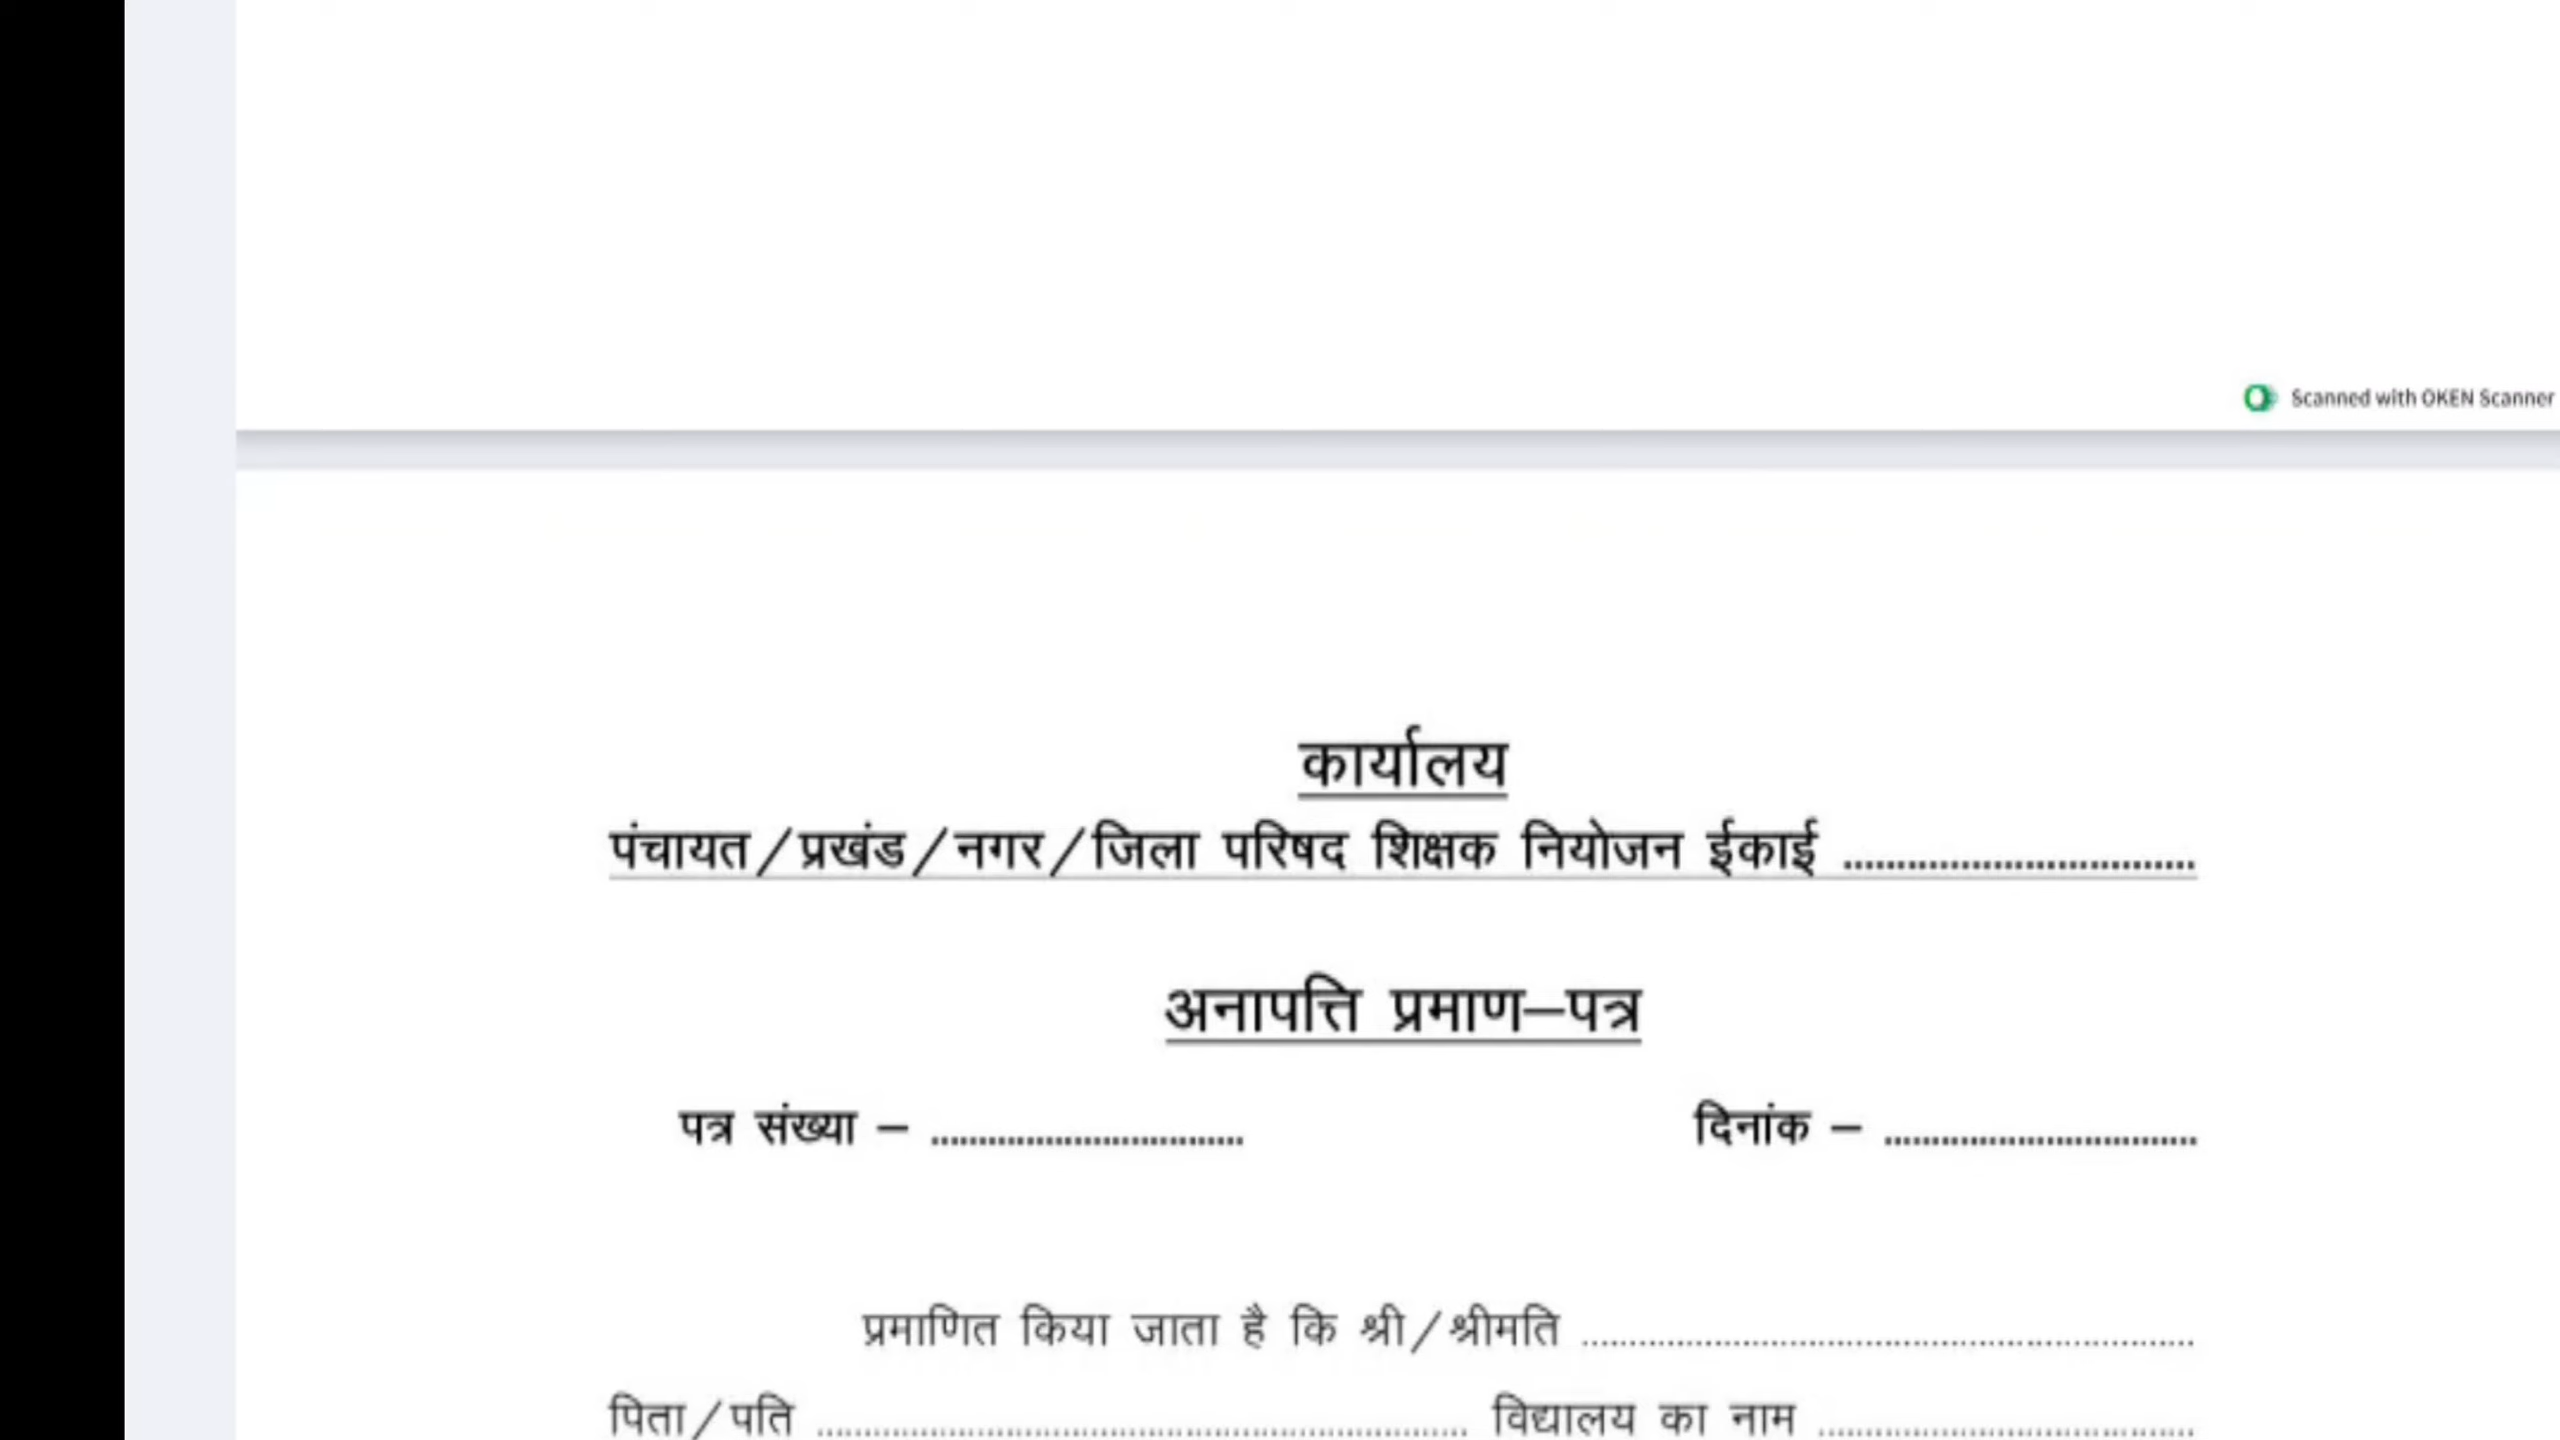 Scanned with OKEN Scanner
कार्यालय
पंचायत/प्रखंड/नगर/जिला परिषद शिक्षक नियोजन ईकाई ................................
अनापत्ति प्रमाण–पत्र
पत्र संख्या – ................................ दिनांक – ................................
प्रमाणित किया जाता है कि श्री/श्रीमति ................................................................
पिता/पति ................................................................ विद्यालय का नाम ......................................